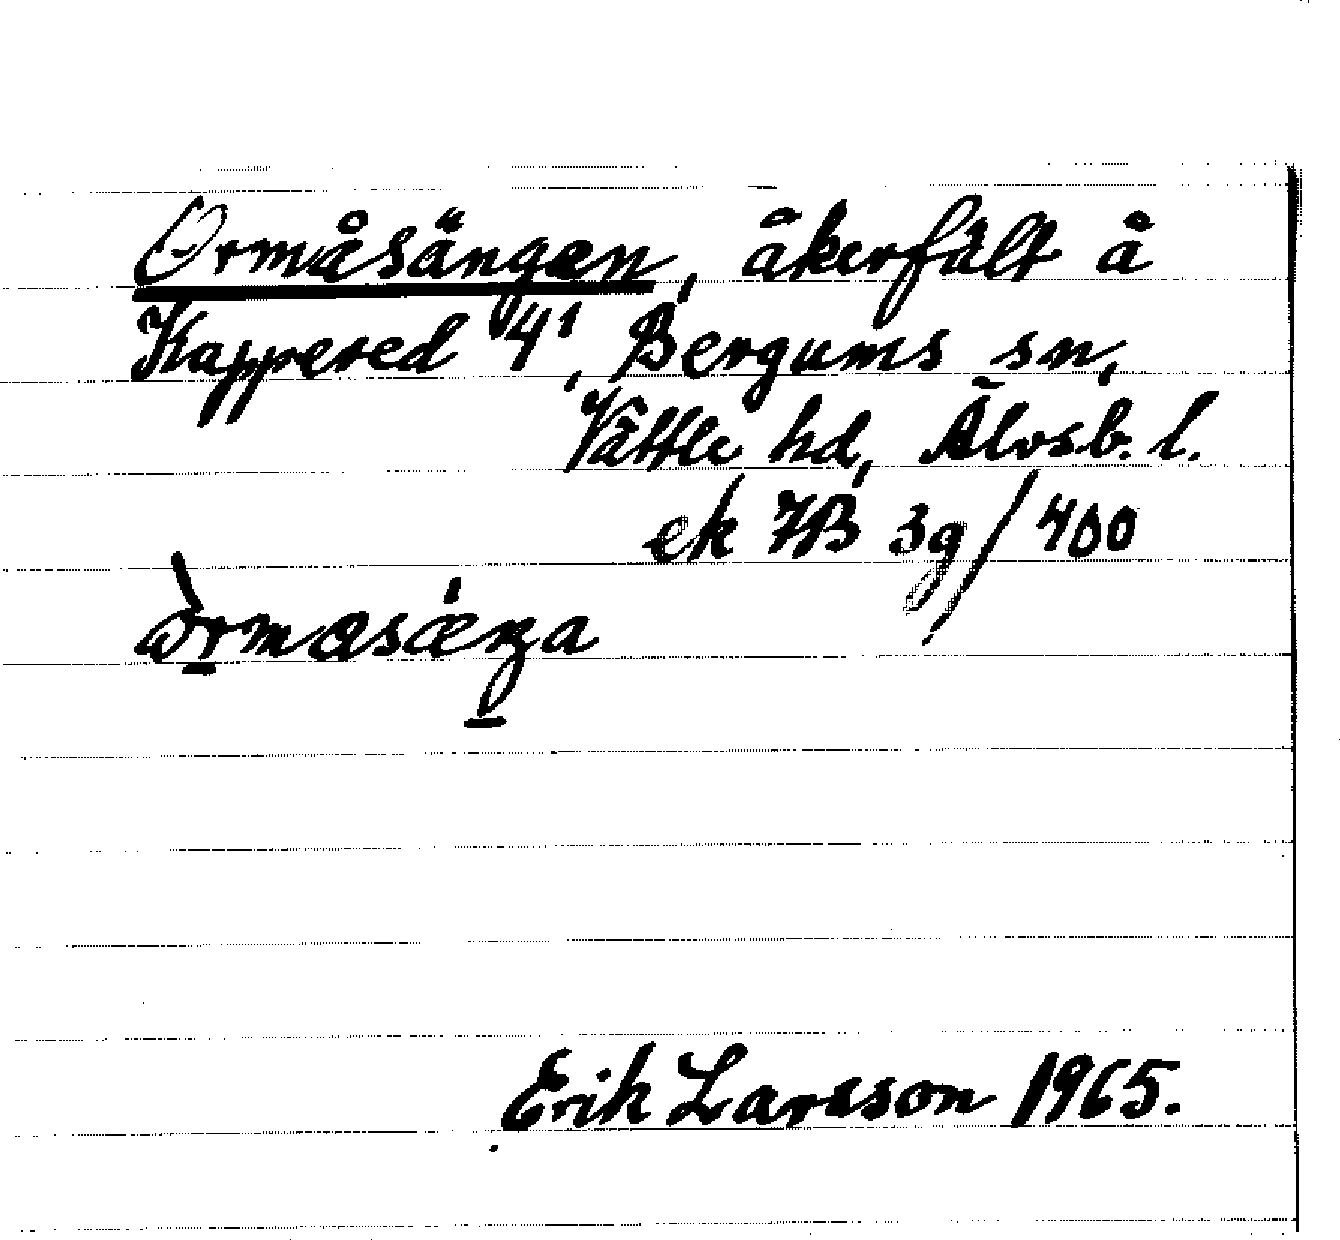 Ormåsängen, åkerfält å
Kappered 4¹, Bergums sn,
Vättle hd, Älvsb. l.
ek 7B 3g/400
Erik Larsson 1965.